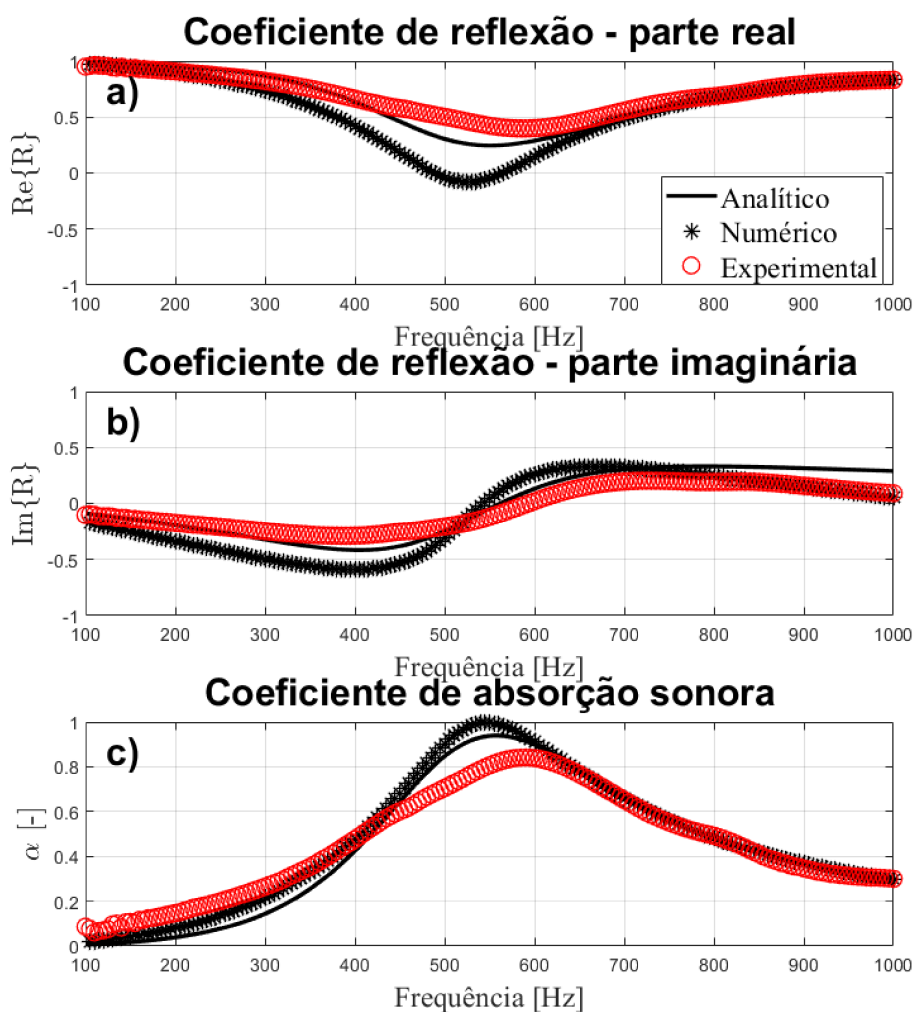 Coeficiente de reflexão - parte real
a)
Re{R}
1
0.5
0
-0.5
-1
Analítico
Numérico
Experimental
100 200 300 400 500 600 700 800 900 1000
Frequência [Hz]
Coeficiente de reflexão - parte imaginária
b)
Im{R}
1
0.5
0
-0.5
-1
100 200 300 400 500 600 700 800 900 1000
Frequência [Hz]
Coeficiente de absorção sonora
c)
α [-]
1
0.8
0.6
0.4
0.2
0
100 200 300 400 500 600 700 800 900 1000
Frequência [Hz]